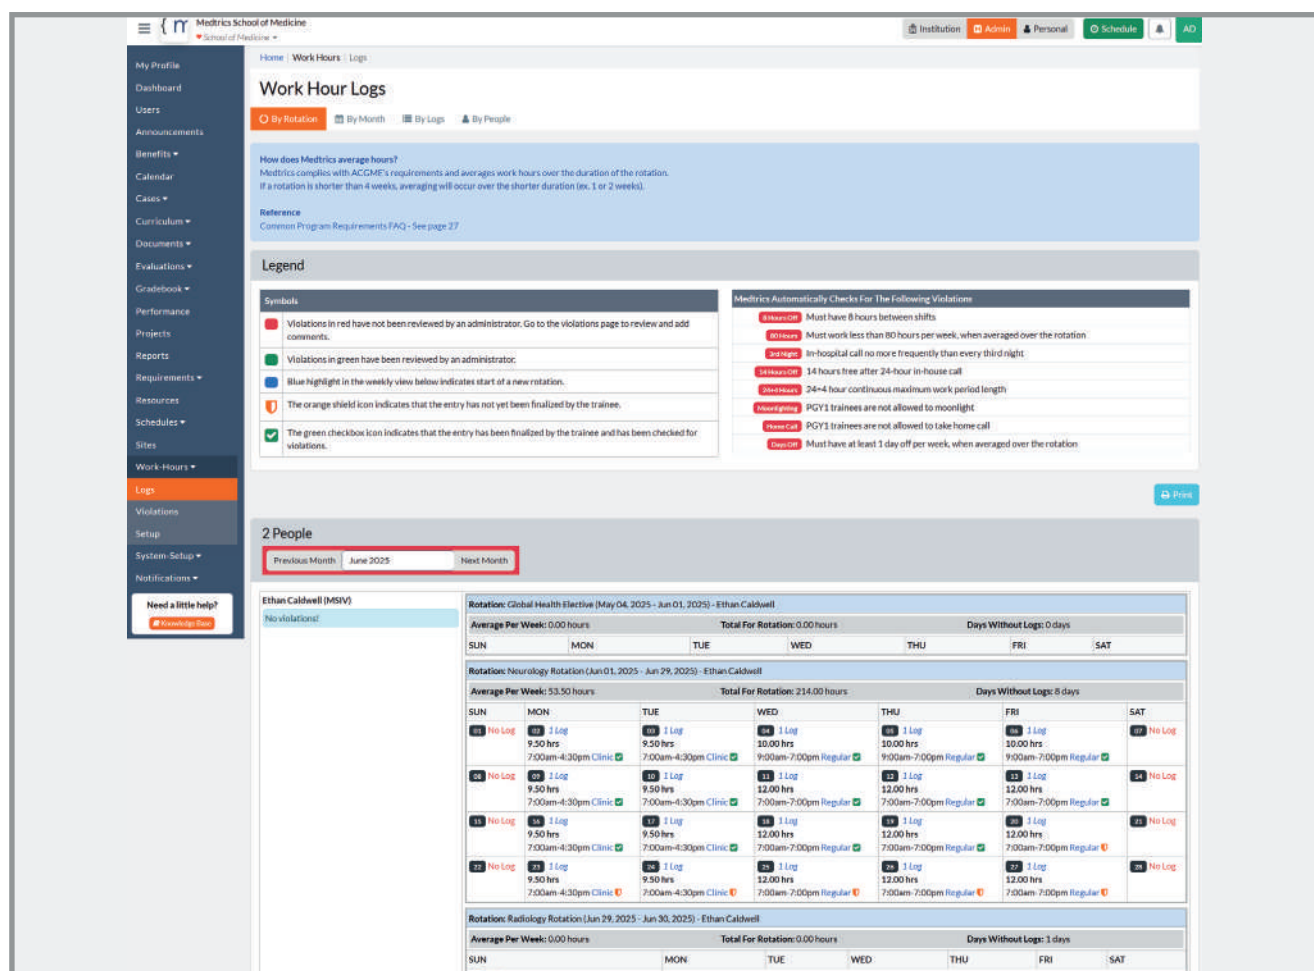 Medtrics School of Medicine
School of Medicine
Institution Admin Personal Schedule AD
My Profile
Dashboard
Users
Announcements
Benefits
Calendar
Cases
Curriculum
Documents
Evaluations
Gradebook
Performance
Projects
Reports
Requirements
Resources
Schedules
Sites
Work-Hours
Logs
Violations
Setup
System-Setup
Notifications
Need a little help?
Knowledge Base
Home Work Hours Logs
Work Hour Logs
By Rotation By Month By Logs By People
How does Medtrics average hours?
Medtrics complies with ACGME's requirements and averages work hours over the duration of the rotation.
If a rotation is shorter than 4 weeks, averaging will occur over the shorter duration (ex. 1 or 2 weeks).
Reference
Common Program Requirements FAQ - See page 27
Legend
Symbols
Violations in red have not been reviewed by an administrator. Go to the violations page to review and add
comments.
Violations in green have been reviewed by an administrator.
Blue highlight in the weekly view below indicates start of a new rotation.
The orange shield icon indicates that the entry has not yet been finalized by the trainee.
The green checkbox icon indicates that the entry has been finalized by the trainee and has been checked for
violations.
Medtrics Automatically Checks For The Following Violations
8 Hours Off Must have 8 hours between shifts
80 Hours Must work less than 80 hours per week, when averaged over the rotation
3rd Night In-hospital call no more frequently than every third night
14 Hours Off 14 hours free after 24-hour in-house call
24+4 Hours 24+4 hour continuous maximum work period length
Moonlighting PGY1 trainees are not allowed to moonlight
Home Call PGY1 trainees are not allowed to take home call
Days Off Must have at least 1 day off per week, when averaged over the rotation
Print
2 People
Previous Month June 2025 Next Month
Ethan Caldwell (MSIV)
No violations!
Rotation: Global Health Elective (May 04, 2025 - Jun 01, 2025) - Ethan Caldwell
Average Per Week: 0.00 hours Total For Rotation: 0.00 hours Days Without Logs: 0 days
SUN MON TUE WED THU FRI SAT
Rotation: Neurology Rotation (Jun 01, 2025 - Jun 29, 2025) - Ethan Caldwell
Average Per Week: 53.50 hours Total For Rotation: 214.00 hours Days Without Logs: 8 days
SUN MON TUE WED THU FRI SAT
01 No Log 02 1 Log 03 1 Log 04 1 Log 05 1 Log 06 1 Log 07 No Log
9.50 hrs 9.50 hrs 10.00 hrs 10.00 hrs 10.00 hrs
7:00am-4:30pm Clinic 7:00am-4:30pm Clinic 9:00am-7:00pm Regular 9:00am-7:00pm Regular 9:00am-7:00pm Regular
08 No Log 09 1 Log 10 1 Log 11 1 Log 12 1 Log 13 1 Log 14 No Log
9.50 hrs 9.50 hrs 12.00 hrs 12.00 hrs 12.00 hrs
7:00am-4:30pm Clinic 7:00am-4:30pm Clinic 7:00am-7:00pm Regular 7:00am-7:00pm Regular 7:00am-7:00pm Regular
15 No Log 16 1 Log 17 1 Log 18 1 Log 19 1 Log 20 1 Log 21 No Log
9.50 hrs 9.50 hrs 12.00 hrs 12.00 hrs 12.00 hrs
7:00am-4:30pm Clinic 7:00am-4:30pm Clinic 7:00am-7:00pm Regular 7:00am-7:00pm Regular 7:00am-7:00pm Regular
22 No Log 23 1 Log 24 1 Log 25 1 Log 26 1 Log 27 1 Log 28 No Log
9.50 hrs 9.50 hrs 12.00 hrs 12.00 hrs 12.00 hrs
7:00am-4:30pm Clinic 7:00am-4:30pm Clinic 7:00am-7:00pm Regular 7:00am-7:00pm Regular 7:00am-7:00pm Regular
Rotation: Radiology Rotation (Jun 29, 2025 - Jun 30, 2025) - Ethan Caldwell
Average Per Week: 0.00 hours Total For Rotation: 0.00 hours Days Without Logs: 1 days
SUN MON TUE WED THU FRI SAT